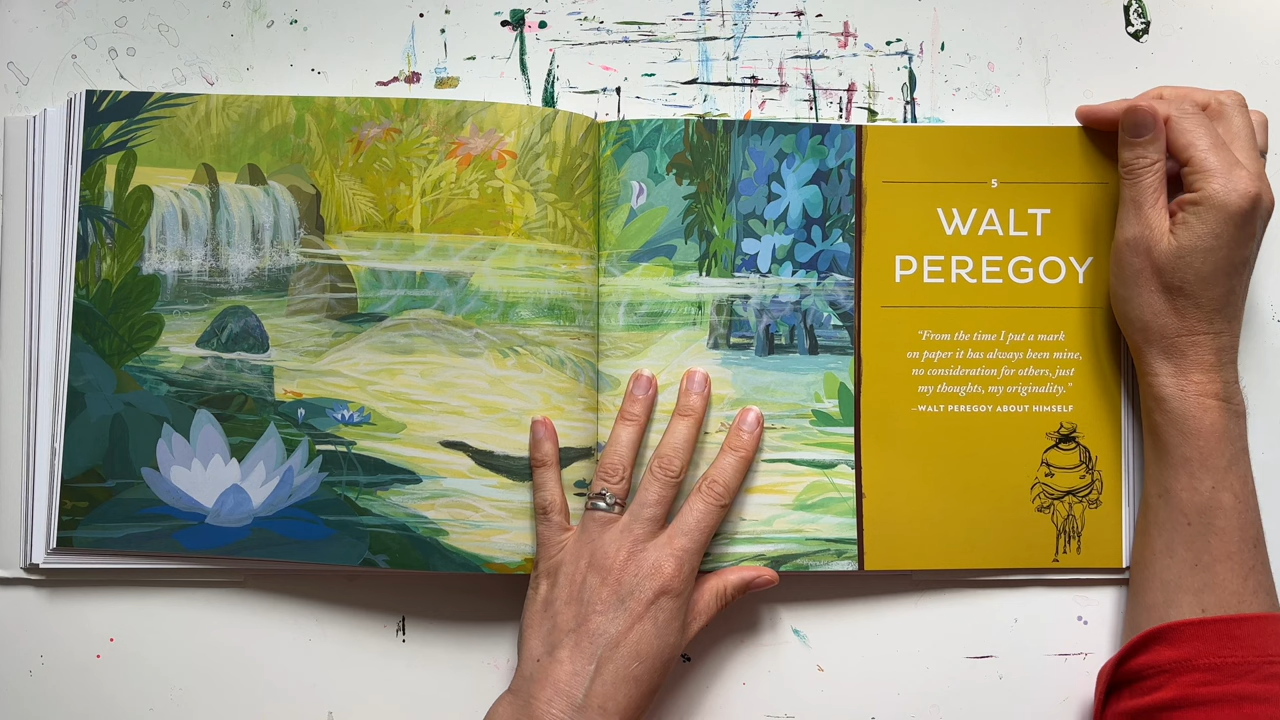 5
WALT
PEREGOY
“From the time I put a mark
on paper it has always been mine,
no consideration for others, just
my thoughts, my originality.”
–WALT PEREGOY ABOUT HIMSELF